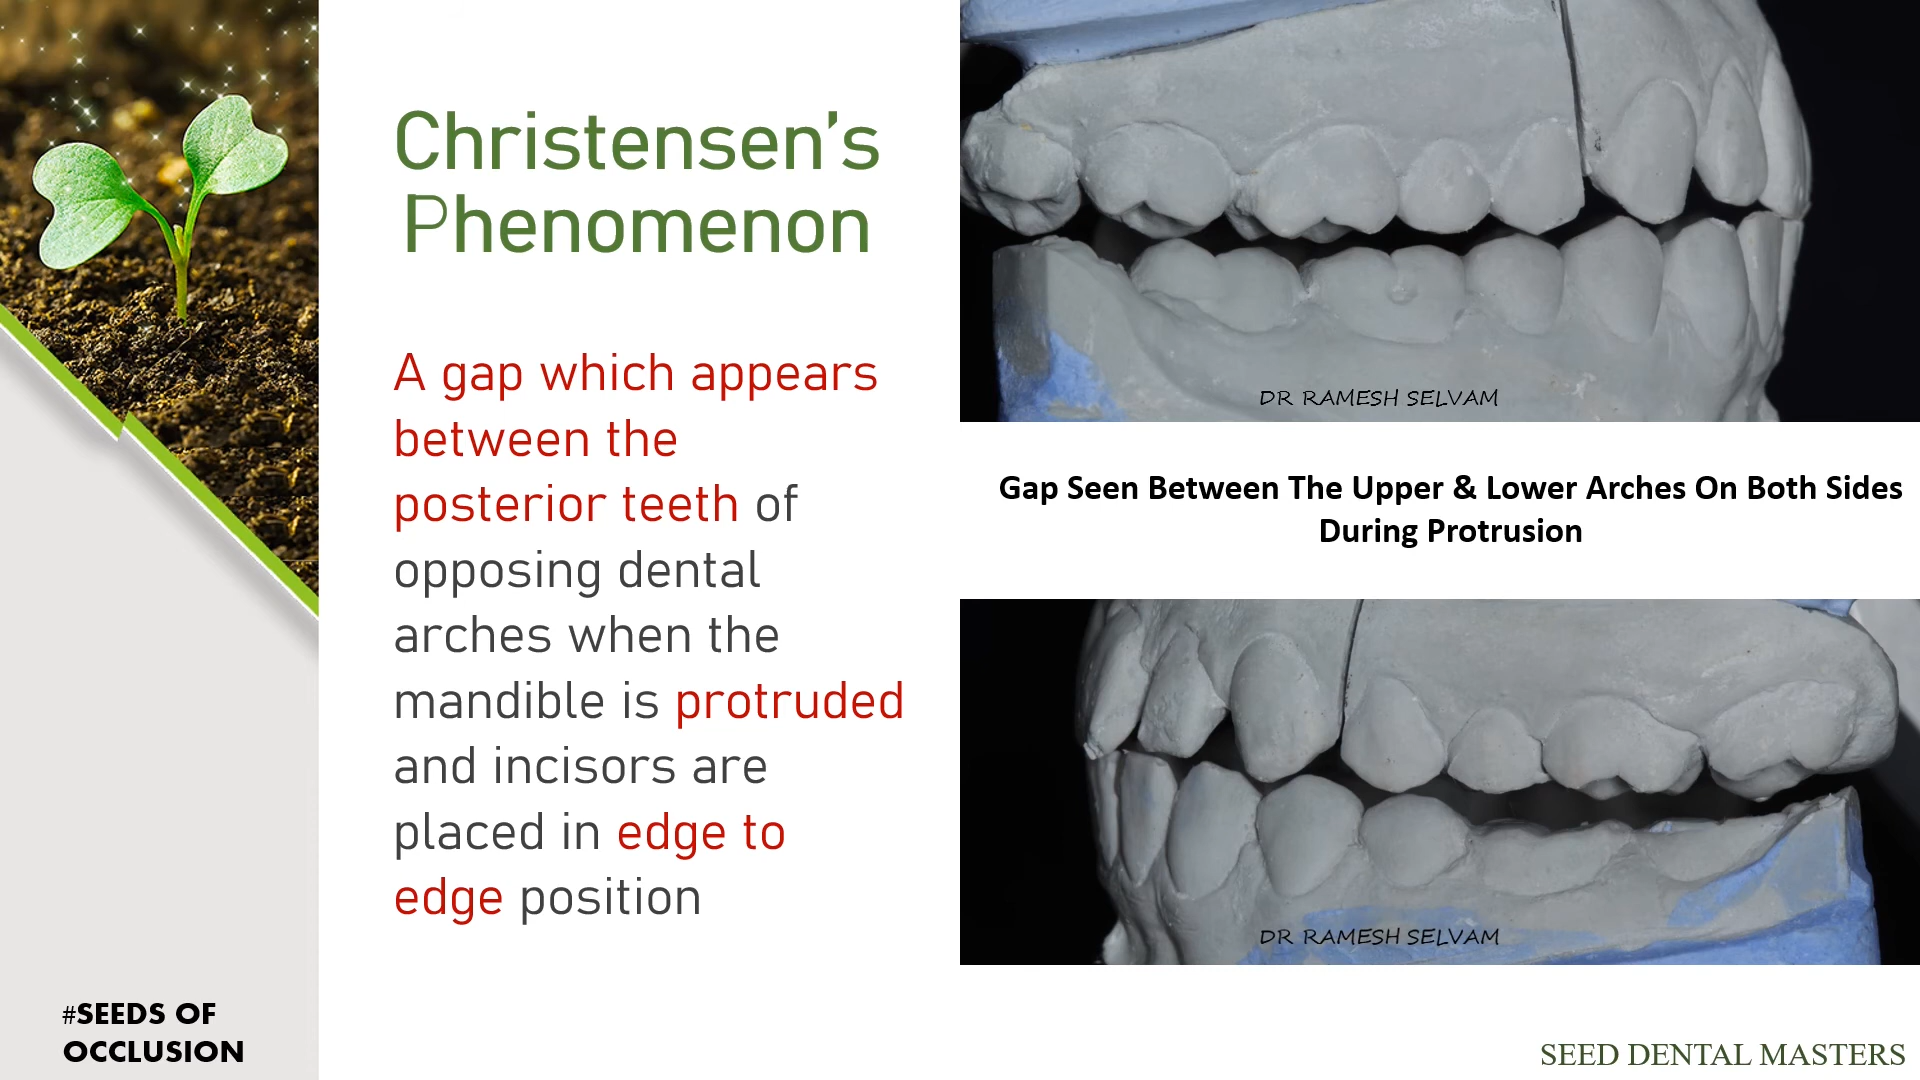 Christensen’s
Phenomenon
A gap which appears
between the
posterior teeth of
opposing dental
arches when the
mandible is protruded
and incisors are
placed in edge to
edge position
DR RAMESH SELVAM
Gap Seen Between The Upper & Lower Arches On Both Sides
During Protrusion
DR RAMESH SELVAM
#SEEDS OF
OCCLUSION
SEED DENTAL MASTERS